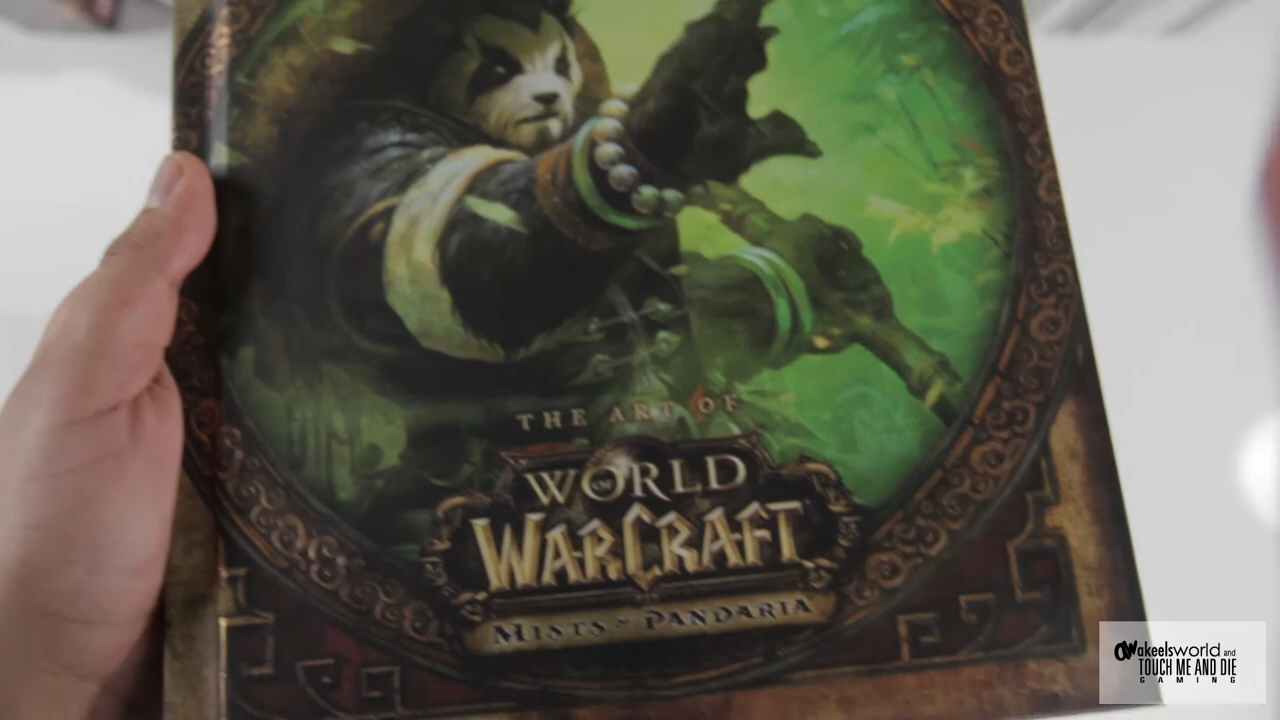 THE ART OF
WORLD
OF
WARCRAFT
MISTS OF PANDARIA
Wakeelsworld and
TOUCH ME AND DIE
GAMING